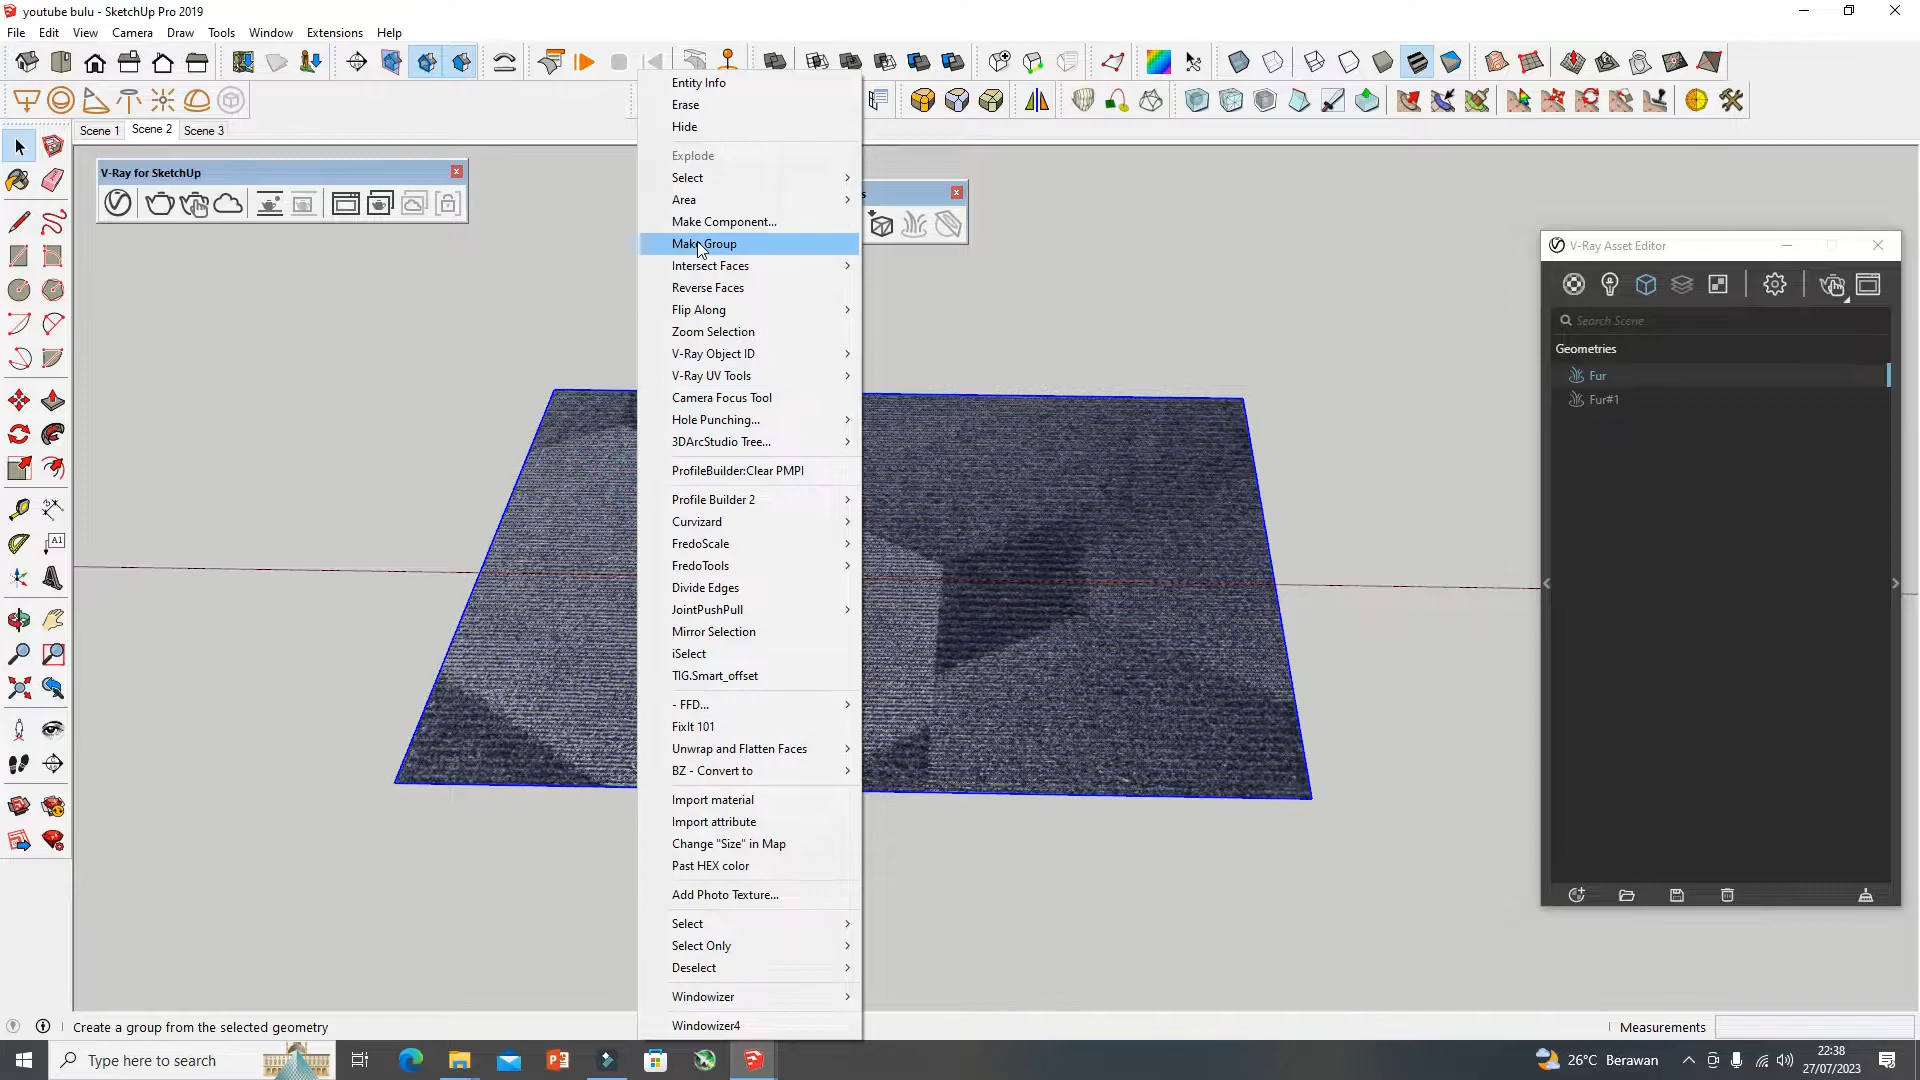 youtube bulu - SketchUp Pro 2019
File Edit View Camera Draw Tools Window Extensions Help
Scene 1 Scene 2 Scene 3
V-Ray for SketchUp
s
A1
Entity Info
Erase
Hide
Explode
Select
Area
Make Component...
Make Group
Intersect Faces
Reverse Faces
Flip Along
Zoom Selection
V-Ray Object ID
V-Ray UV Tools
Camera Focus Tool
Hole Punching...
3DArcStudio Tree...
ProfileBuilder:Clear PMPI
Profile Builder 2
Curvizard
FredoScale
FredoTools
Divide Edges
JointPushPull
Mirror Selection
iSelect
TIG.Smart_offset
- FFD...
FixIt 101
Unwrap and Flatten Faces
BZ - Convert to
Import material
Import attribute
Change "Size" in Map
Past HEX color
Add Photo Texture...
Select
Select Only
Deselect
Windowizer
Windowizer4
V-Ray Asset Editor
Search Scene
Geometries
Fur
Fur#1
Create a group from the selected geometry
Measurements
Type here to search
26°C Berawan
22:38
27/07/2023